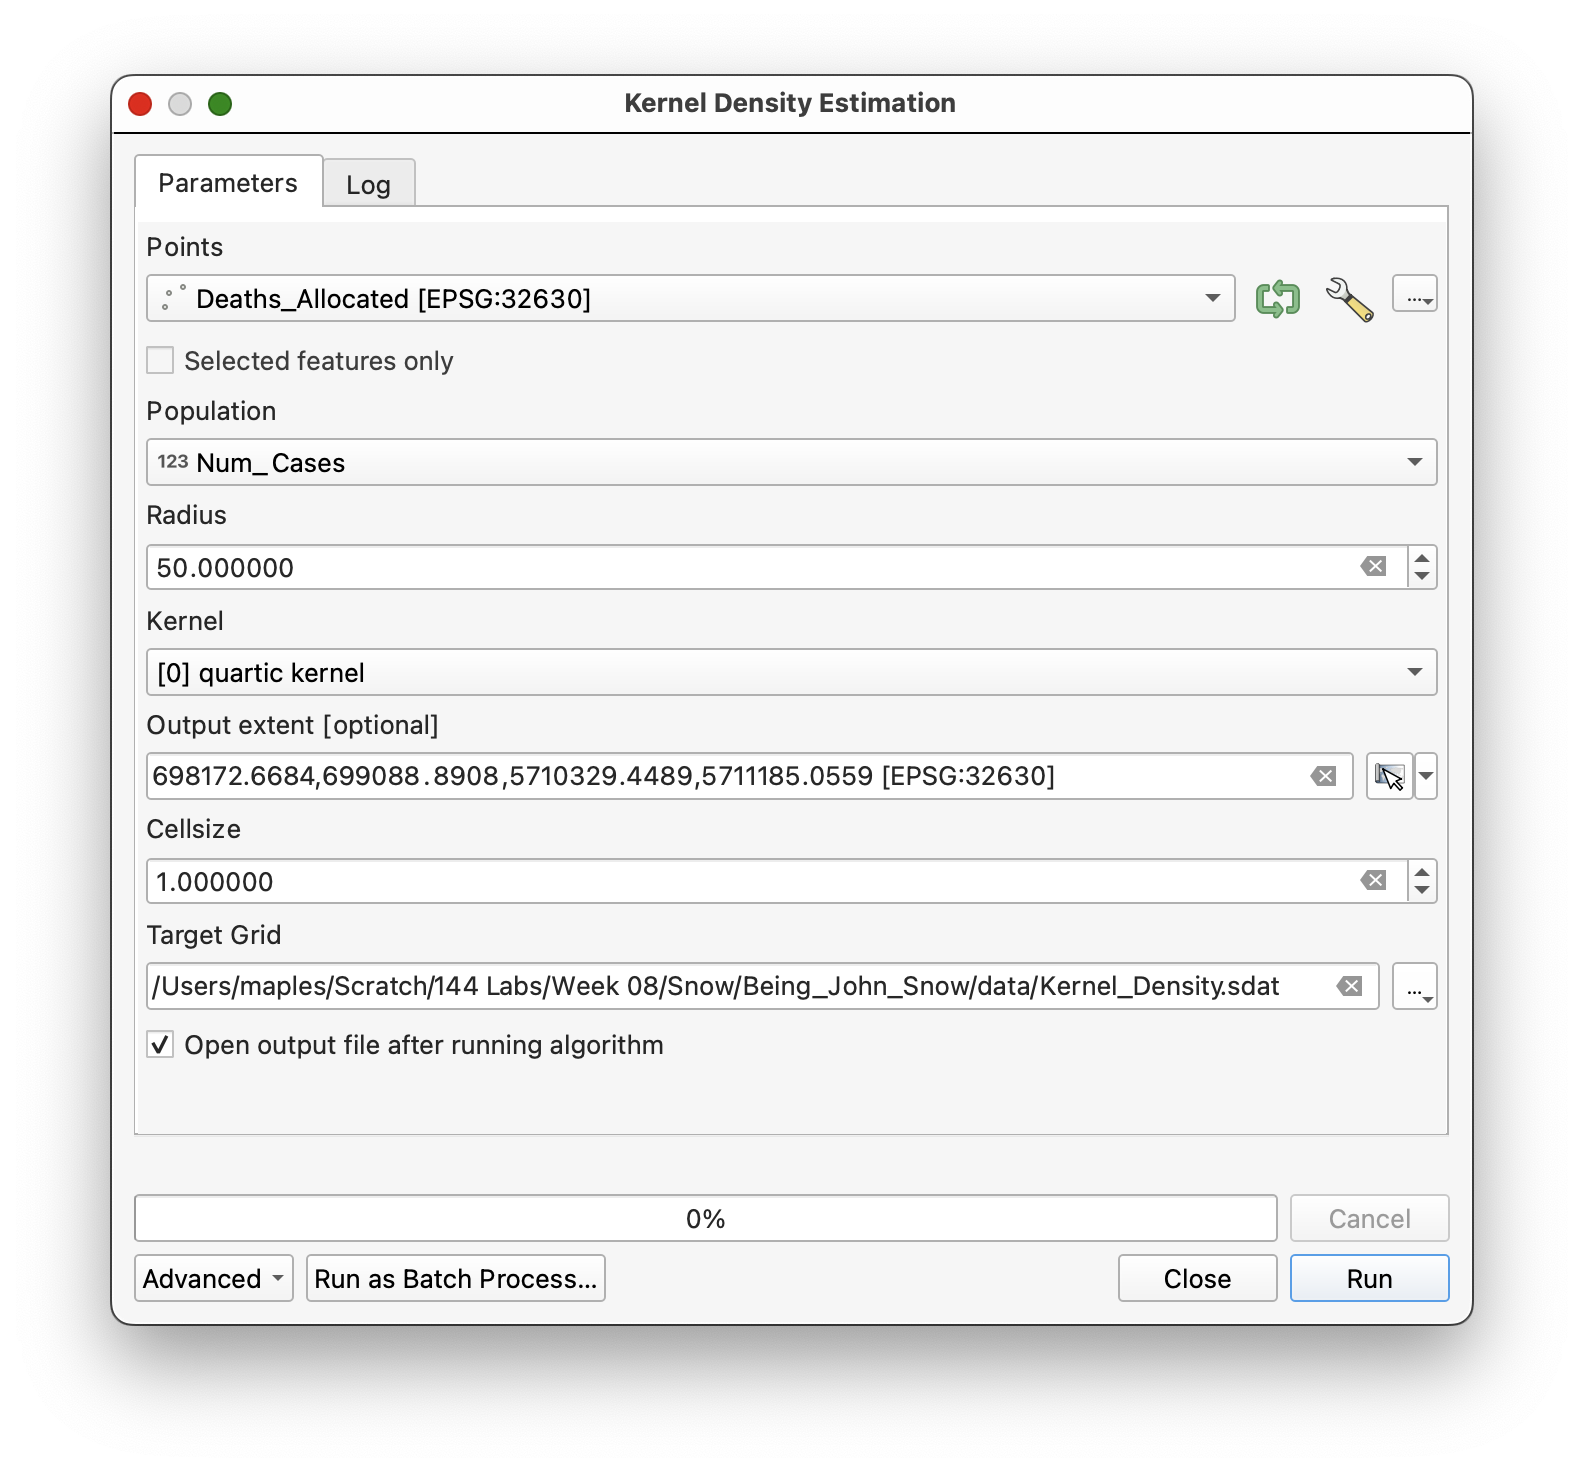 Kernel Density Estimation
Parameters
Log
Points
Deaths_Allocated [EPSG:32630]
...
Selected features only
Population
123 Num_Cases
Radius
50.000000
Kernel
[0] quartic kernel
Output extent [optional]
698172.6684,699088.8908,5710329.4489,5711185.0559 [EPSG:32630]
Cellsize
1.000000
Target Grid
/Users/maples/Scratch/144 Labs/Week 08/Snow/Being_John_Snow/data/Kernel_Density.sdat
...
Open output file after running algorithm
0%
Cancel
Advanced
Run as Batch Process...
Close
Run